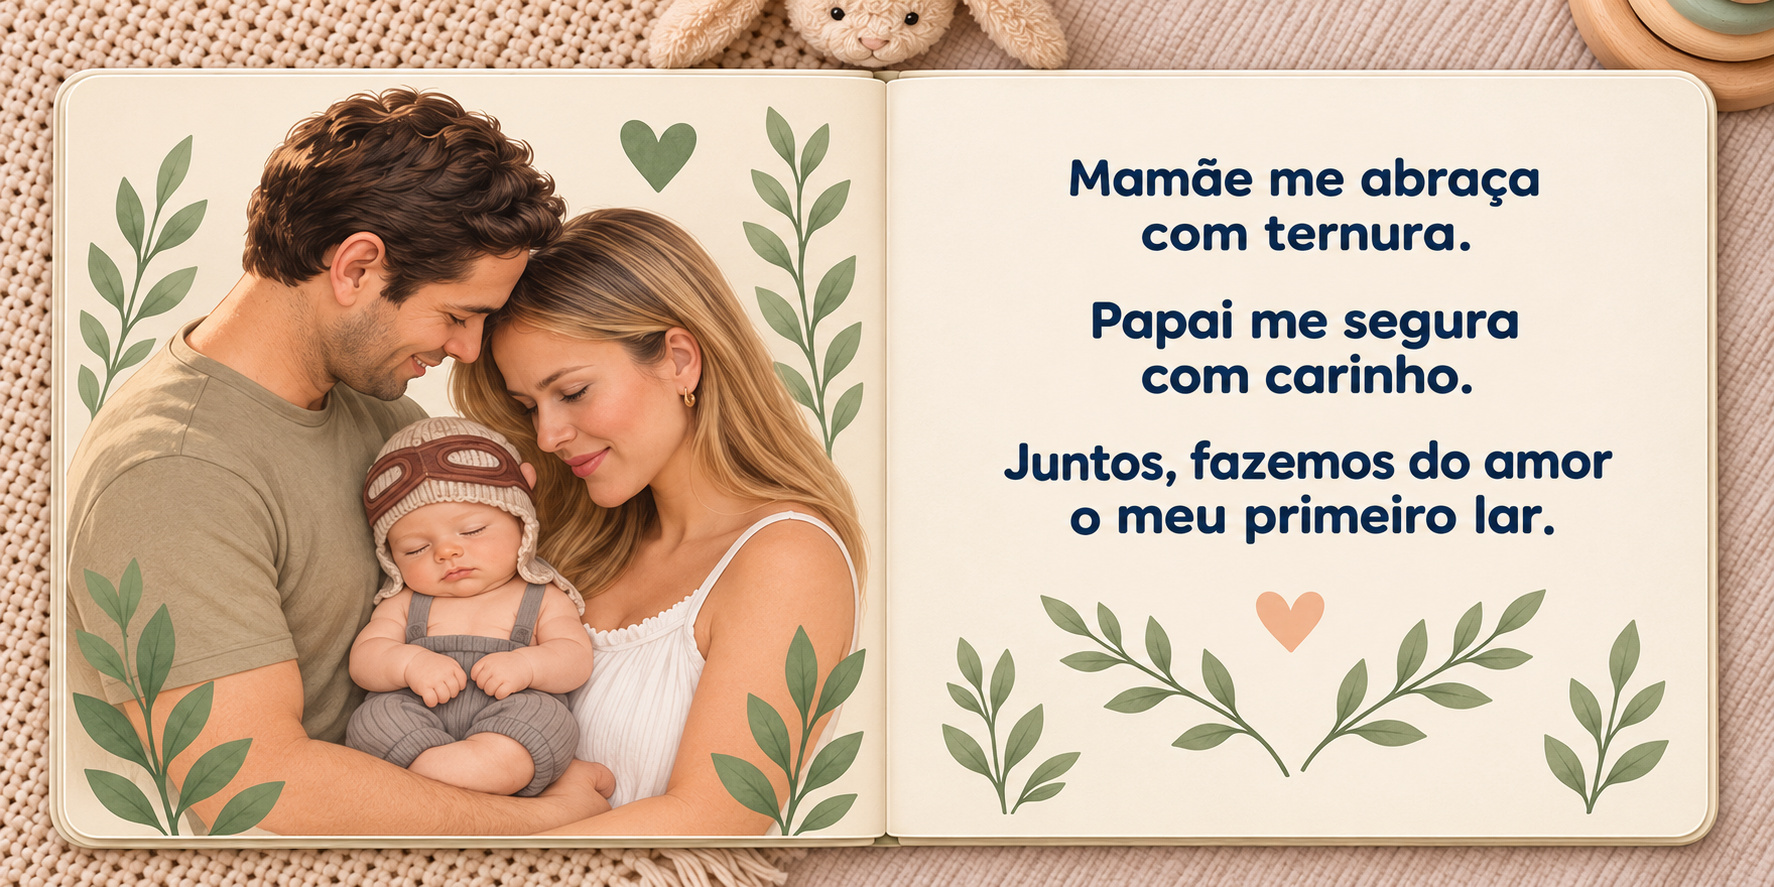 Mamãe me abraça
com ternura.
Papai me segura
com carinho.
Juntos, fazemos do amor
o meu primeiro lar.